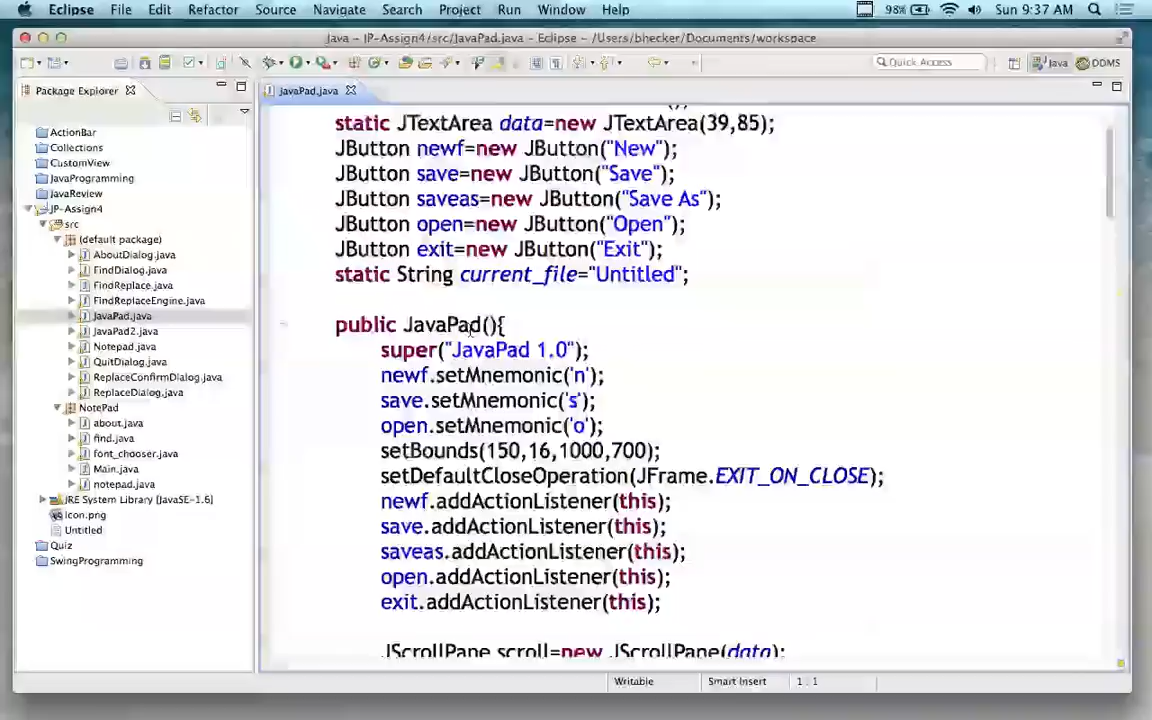 Eclipse File Edit Refactor Source Navigate Search Project Run Window Help 98% Sun 9:37 AM
Java - JP-Assign4/src/JavaPad.java - Eclipse - /Users/bhecker/Documents/workspace
Quick Access Java DDMS
Package Explorer
JavaPad.java
ActionBar
Collections
CustomView
JavaProgramming
JavaReview
JP-Assign4
src
(default package)
AboutDialog.java
FindDialog.java
FindReplace.java
FindReplaceEngine.java
JavaPad.java
JavaPad2.java
Notepad.java
QuitDialog.java
ReplaceConfirmDialog.java
ReplaceDialog.java
NotePad
about.java
find.java
font_chooser.java
Main.java
notepad.java
JRE System Library [JavaSE-1.6]
icon.png
Untitled
Quiz
SwingProgramming
static JTextArea data=new JTextArea(39,85);
JButton newf=new JButton("New");
JButton save=new JButton("Save");
JButton saveas=new JButton("Save As");
JButton open=new JButton("Open");
JButton exit=new JButton("Exit");
static String current_file="Untitled";
public JavaPad(){
super("JavaPad 1.0");
newf.setMnemonic('n');
save.setMnemonic('s');
open.setMnemonic('o');
setBounds(150,16,1000,700);
setDefaultCloseOperation(JFrame.EXIT_ON_CLOSE);
newf.addActionListener(this);
save.addActionListener(this);
saveas.addActionListener(this);
open.addActionListener(this);
exit.addActionListener(this);
JScrollPane scroll=new JScrollPane(data);
Writable Smart Insert 1 : 1